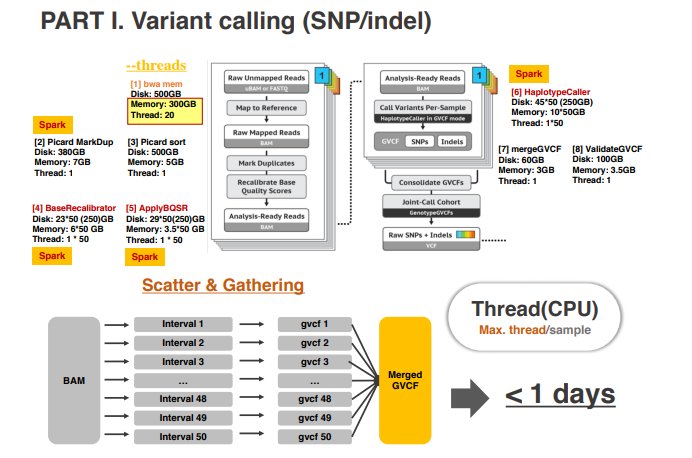 PART I. Variant calling (SNP/indel)
--threads
[1] bwa mem
Disk: 500GB
Memory: 300GB
Thread: 20
Spark
[2] Picard MarkDup
Disk: 380GB
Memory: 7GB
Thread: 1
[3] Picard sort
Disk: 500GB
Memory: 5GB
Thread: 1
[4] BaseRecalibrator
Disk: 23*50 (250)GB
Memory: 6*50 GB
Thread: 1 * 50
Spark
[5] ApplyBQSR
Disk: 29*50(250)GB
Memory: 3.5*50 GB
Thread: 1 * 50
Spark
1
Raw Unmapped Reads
uBAM or FASTQ
Map to Reference
Raw Mapped Reads
BAM
Mark Duplicates
Recalibrate Base
Quality Scores
Analysis-Ready Reads
BAM
1
Analysis-Ready Reads
BAM
Call Variants Per-Sample
HaplotypeCaller in GVCF mode
GVCF
SNPs
Indels
Consolidate GVCFs
Joint-Call Cohort
GenotypeGVCFs
Raw SNPs + Indels
VCF
Spark
[6] HaplotypeCaller
Disk: 45*50 (250GB)
Memory: 10*50GB
Thread: 1*50
[7] mergeGVCF
Disk: 60GB
Memory: 3GB
Thread: 1
[8] ValidateGVCF
Disk: 100GB
Memory: 3.5GB
Thread: 1
Scatter & Gathering
BAM
Interval 1
gvcf 1
Interval 2
gvcf 2
Interval 3
gvcf 3
...
...
Interval 48
gvcf 48
Interval 49
gvcf 49
Interval 50
gvcf 50
Merged
GVCF
Thread(CPU)
Max. thread/sample
< 1 days